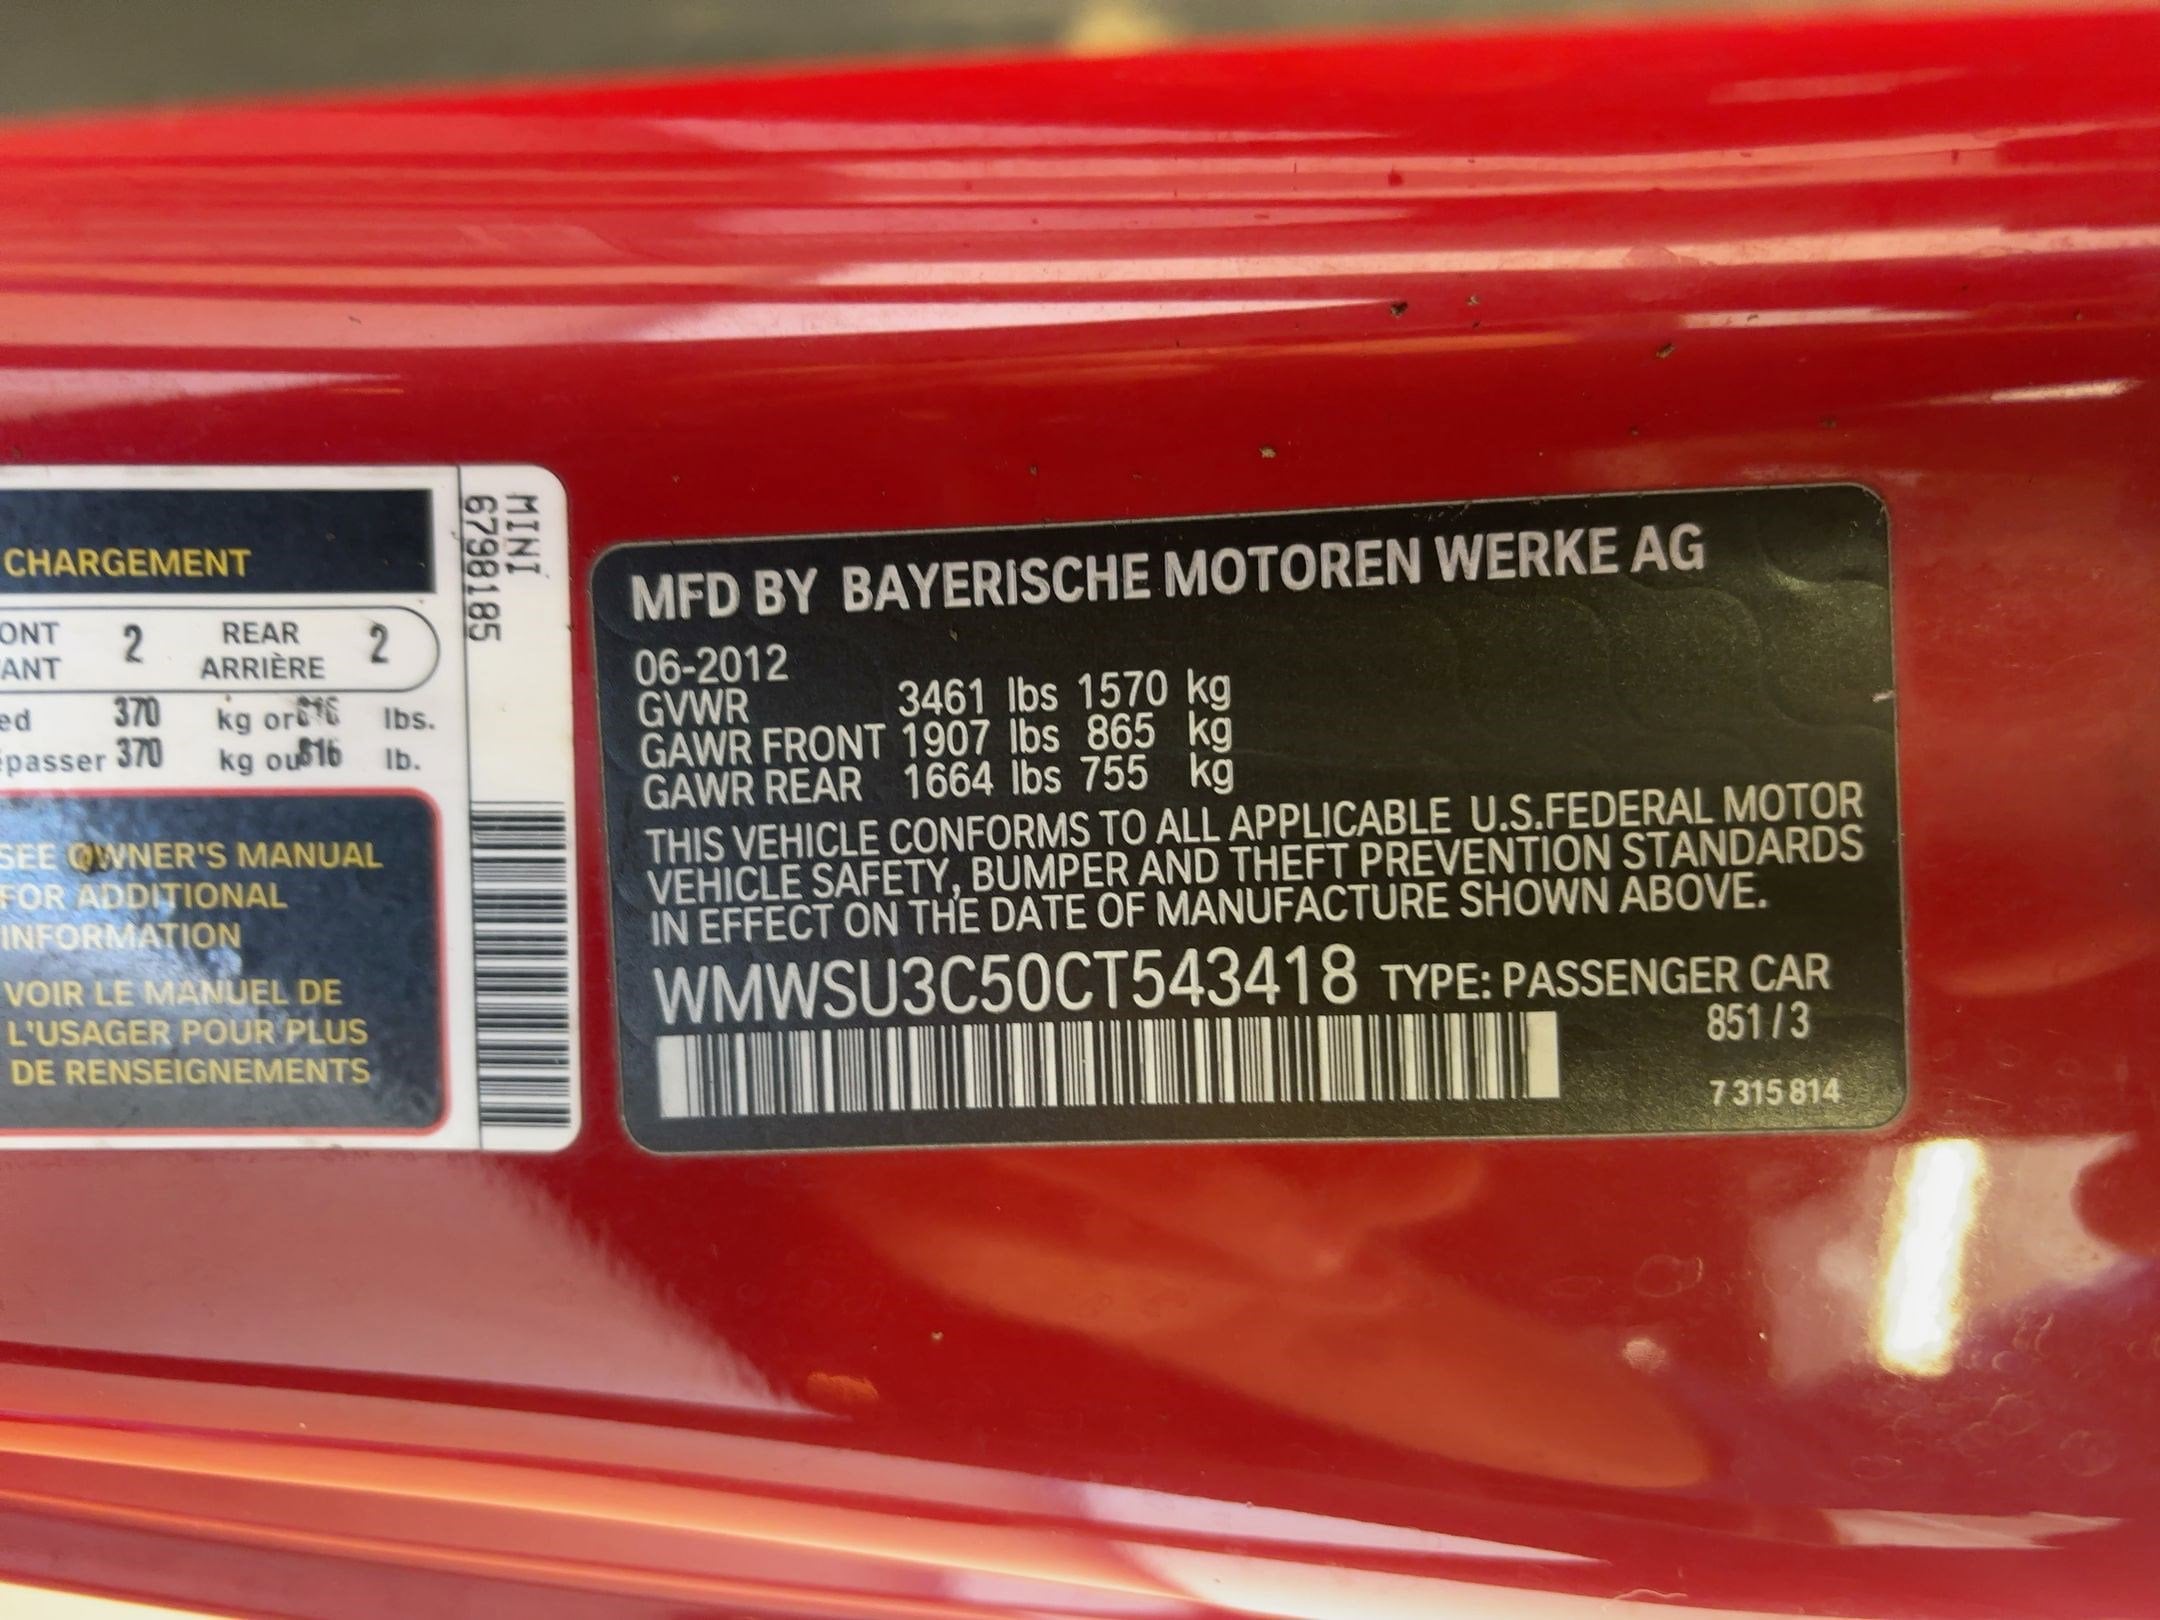 CHARGEMENT
ONT 2 REAR 2
ANT ARRIÈRE
ed 370 kg or 816 lbs.
passer 370 kg ou 816 lb.
SEE OWNER'S MANUAL
FOR ADDITIONAL
INFORMATION
VOIR LE MANUEL DE
L'USAGER POUR PLUS
DE RENSEIGNEMENTS
MINI
6798185
MFD BY BAYERISCHE MOTOREN WERKE AG
06-2012
GVWR 3461 lbs 1570 kg
GAWR FRONT 1907 lbs 865 kg
GAWR REAR 1664 lbs 755 kg
THIS VEHICLE CONFORMS TO ALL APPLICABLE U.S.FEDERAL MOTOR
VEHICLE SAFETY, BUMPER AND THEFT PREVENTION STANDARDS
IN EFFECT ON THE DATE OF MANUFACTURE SHOWN ABOVE.
WMWSU3C50CT543418 TYPE: PASSENGER CAR
851 / 3
7 315 814